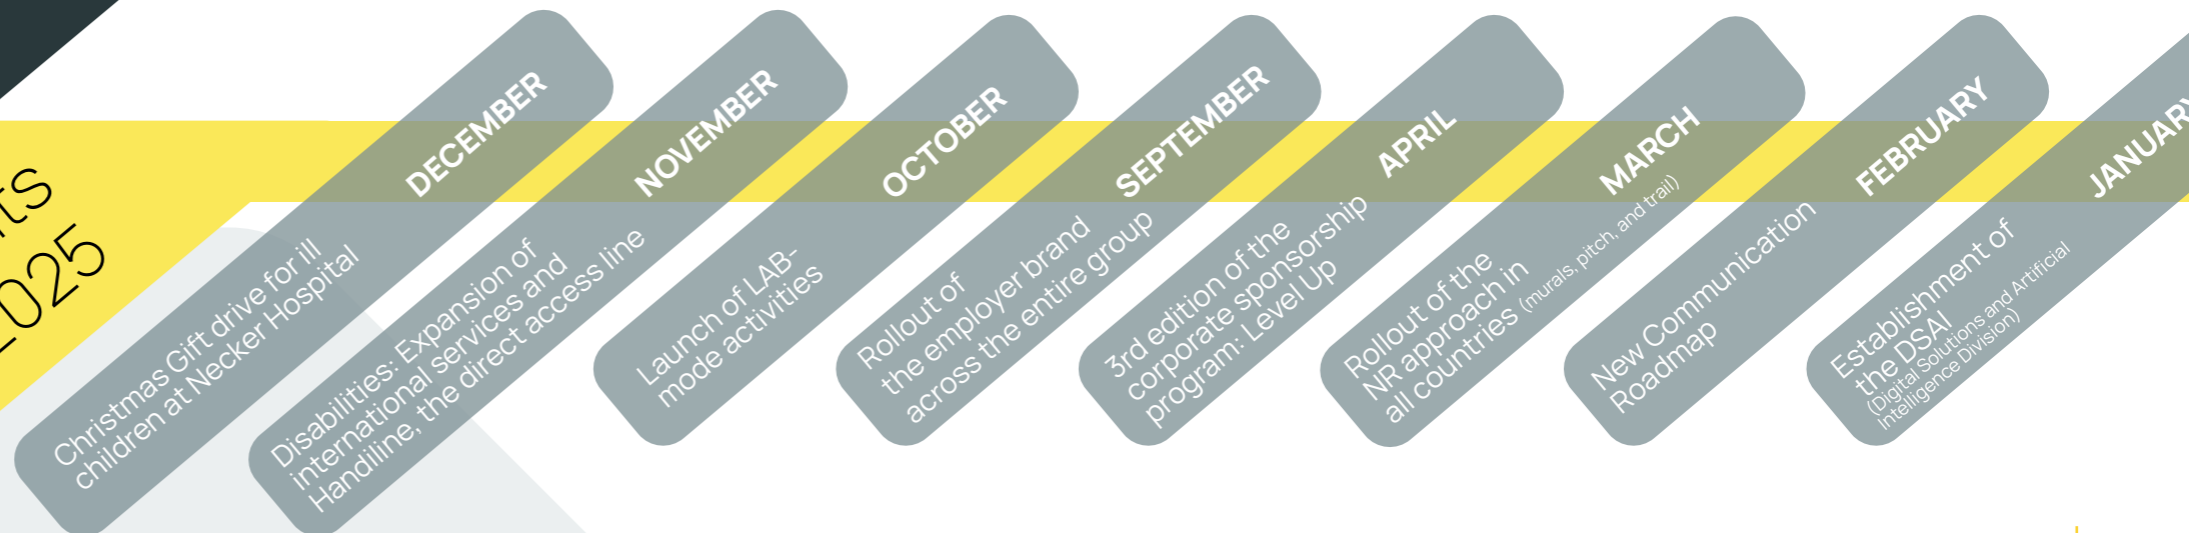 2025
DECEMBER
Christmas Gift drive for ill
children at Necker Hospital
NOVEMBER
Disabilities: Expansion of
international services and
Handiline, the direct access line
OCTOBER
Launch of LAB-
mode activities
SEPTEMBER
Rollout of
the employer brand
across the entire group
APRIL
3rd edition of the
corporate sponsorship
program: Level Up
MARCH
Rollout of the
NR approach in
all countries (murals, pitch, and trail)
FEBRUARY
New Communication
Roadmap
JANUARY
Establishment of
the DSAI
(Digital Solutions and Artificial
Intelligence Division)